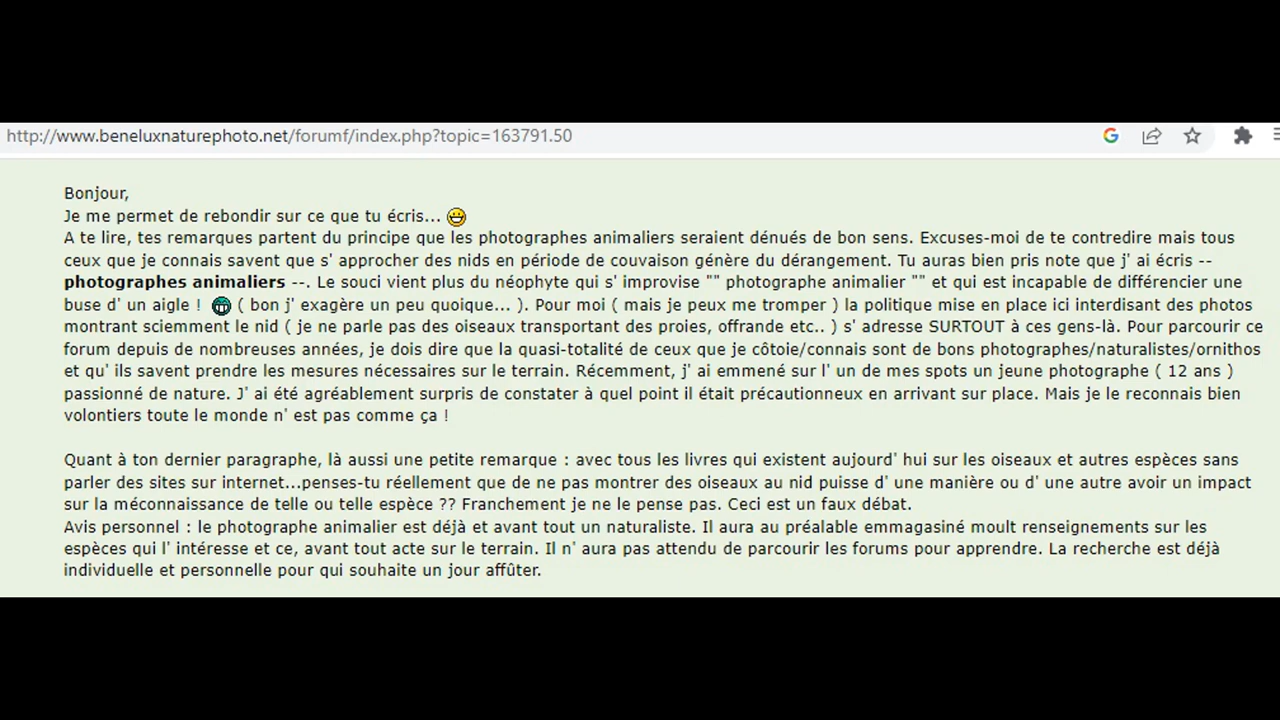 http://www.beneluxnaturephoto.net/forumf/index.php?topic=163791.50
Bonjour,
Je me permet de rebondir sur ce que tu écris...
A te lire, tes remarques partent du principe que les photographes animaliers seraient dénués de bon sens. Excuses-moi de te contredire mais tous
ceux que je connais savent que s' approcher des nids en période de couvaison génère du dérangement. Tu auras bien pris note que j' ai écris --
photographes animaliers --. Le souci vient plus du néophyte qui s' improvise "" photographe animalier "" et qui est incapable de différencier une
buse d' un aigle ! ( bon j' exagère un peu quoique... ). Pour moi ( mais je peux me tromper ) la politique mise en place ici interdisant des photos
montrant sciemment le nid ( je ne parle pas des oiseaux transportant des proies, offrande etc.. ) s' adresse SURTOUT à ces gens-là. Pour parcourir ce
forum depuis de nombreuses années, je dois dire que la quasi-totalité de ceux que je côtoie/connais sont de bons photographes/naturalistes/ornithos
et qu' ils savent prendre les mesures nécessaires sur le terrain. Récemment, j' ai emmené sur l' un de mes spots un jeune photographe ( 12 ans )
passionné de nature. J' ai été agréablement surpris de constater à quel point il était précautionneux en arrivant sur place. Mais je le reconnais bien
volontiers toute le monde n' est pas comme ça !
Quant à ton dernier paragraphe, là aussi une petite remarque : avec tous les livres qui existent aujourd' hui sur les oiseaux et autres espèces sans
parler des sites sur internet...penses-tu réellement que de ne pas montrer des oiseaux au nid puisse d' une manière ou d' une autre avoir un impact
sur la méconnaissance de telle ou telle espèce ?? Franchement je ne le pense pas. Ceci est un faux débat.
Avis personnel : le photographe animalier est déjà et avant tout un naturaliste. Il aura au préalable emmagasiné moult renseignements sur les
espèces qui l' intéresse et ce, avant tout acte sur le terrain. Il n' aura pas attendu de parcourir les forums pour apprendre. La recherche est déjà
individuelle et personnelle pour qui souhaite un jour affûter.